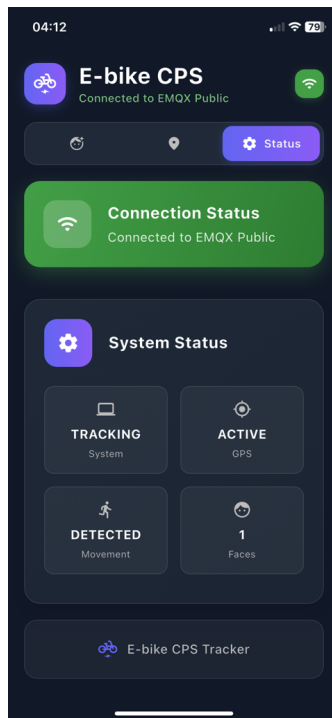 04:12
79
E-bike CPS
Connected to EMQX Public
Status
Connection Status
Connected to EMQX Public
System Status
TRACKING
System
ACTIVE
GPS
DETECTED
Movement
1
Faces
E-bike CPS Tracker